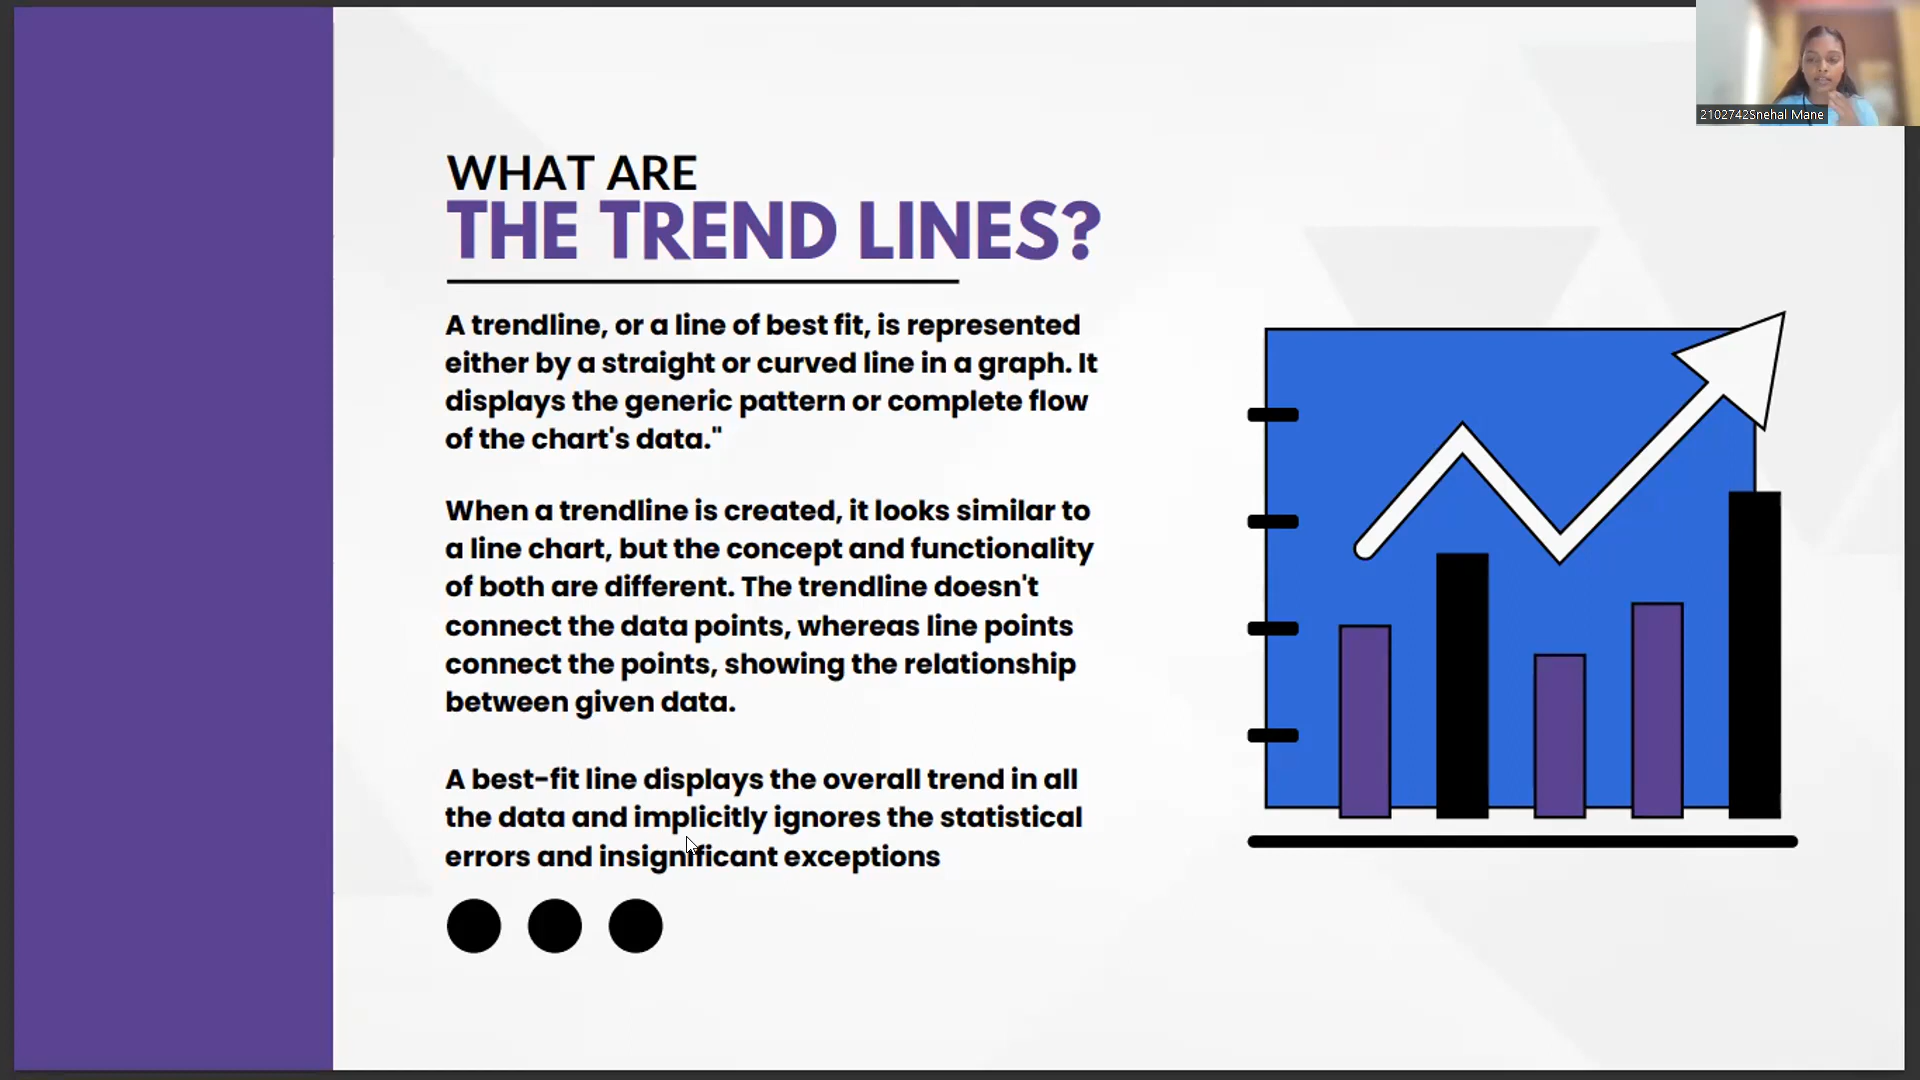 2102742Snehal Mane
WHAT ARE
THE TREND LINES?
A trendline, or a line of best fit, is represented
either by a straight or curved line in a graph. It
displays the generic pattern or complete flow
of the chart's data."
When a trendline is created, it looks similar to
a line chart, but the concept and functionality
of both are different. The trendline doesn't
connect the data points, whereas line points
connect the points, showing the relationship
between given data.
A best-fit line displays the overall trend in all
the data and implicitly ignores the statistical
errors and insignificant exceptions